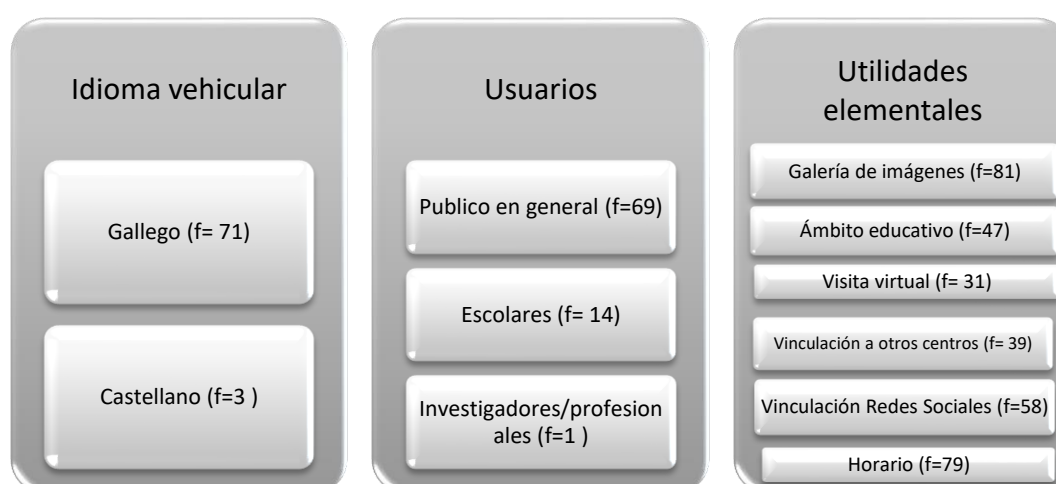 Idioma vehicular
Gallego (f= 71)
Castellano (f=3 )
Usuarios
Publico en general (f=69)
Escolares (f= 14)
Investigadores/profesion
ales (f=1 )
Utilidades
elementales
Galería de imágenes (f=81)
Ámbito educativo (f=47)
Visita virtual (f= 31)
Vinculación a otros centros (f= 39)
Vinculación Redes Sociales (f=58)
Horario (f=79)